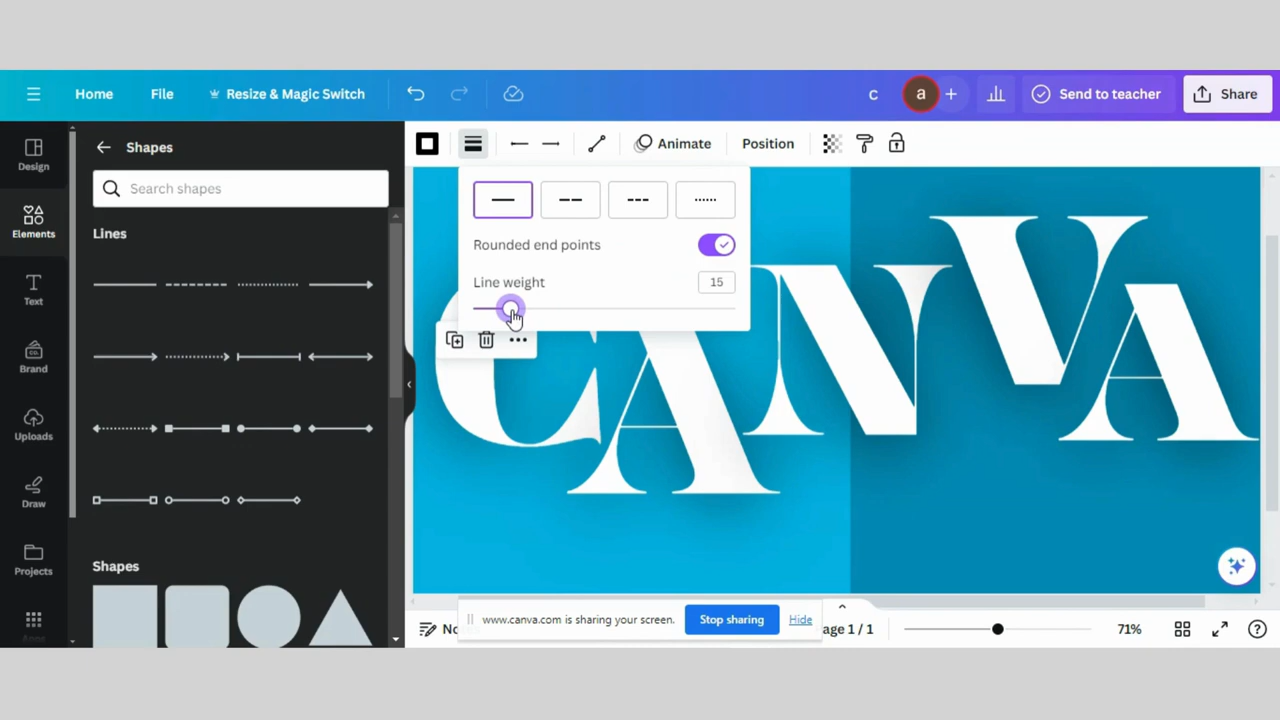 Home File Resize & Magic Switch c a Send to teacher Share
Design
Elements
Text
Brand
Uploads
Draw
Projects
Apps
Shapes
Search shapes
Lines
Shapes
Animate Position
Rounded end points
Line weight 15
CANVA
www.canva.com is sharing your screen. Stop sharing Hide
age 1 / 1
71%